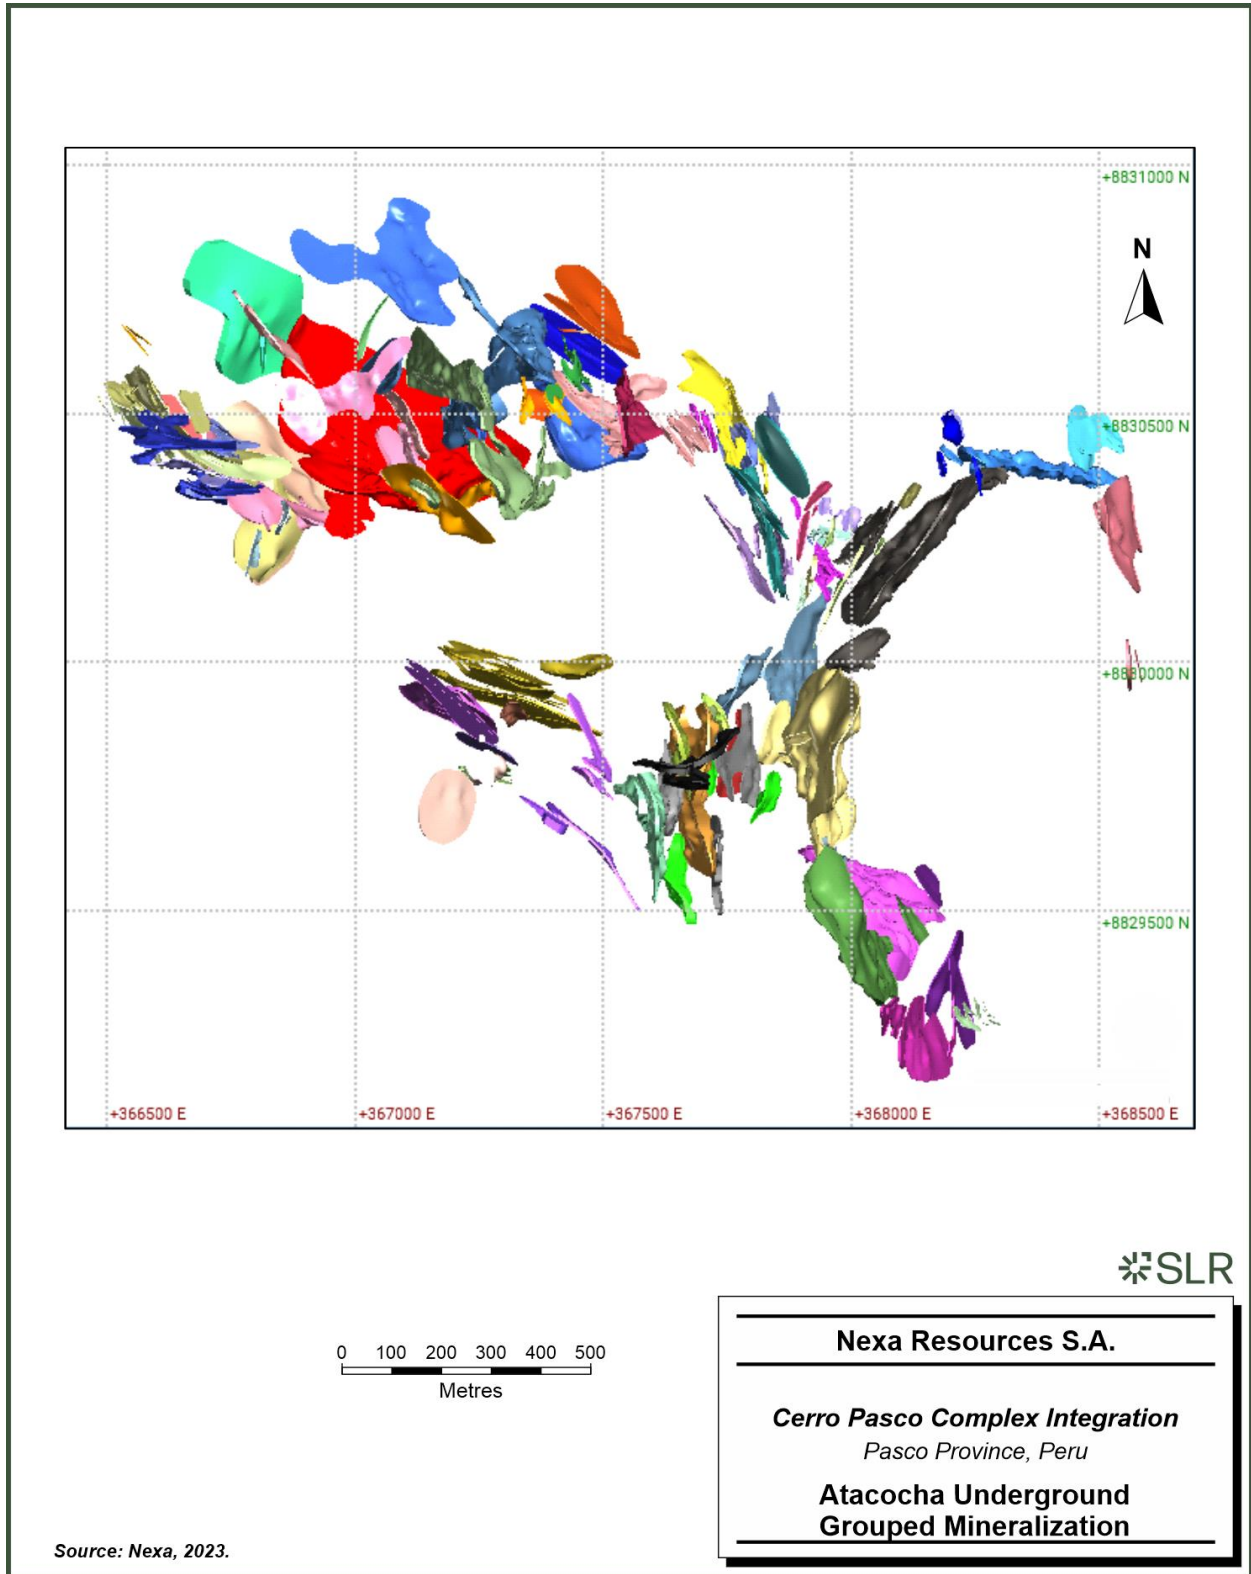 +8831000 N
N
+8830500 N
+8830000 N
+8829500 N
+366500 E
+367000 E
+367500 E
+368000 E
+368500 E
SLR
0 100 200 300 400 500
Metres
Nexa Resources S.A.
Cerro Pasco Complex Integration
Pasco Province, Peru
Atacocha Underground
Grouped Mineralization
Source: Nexa, 2023.